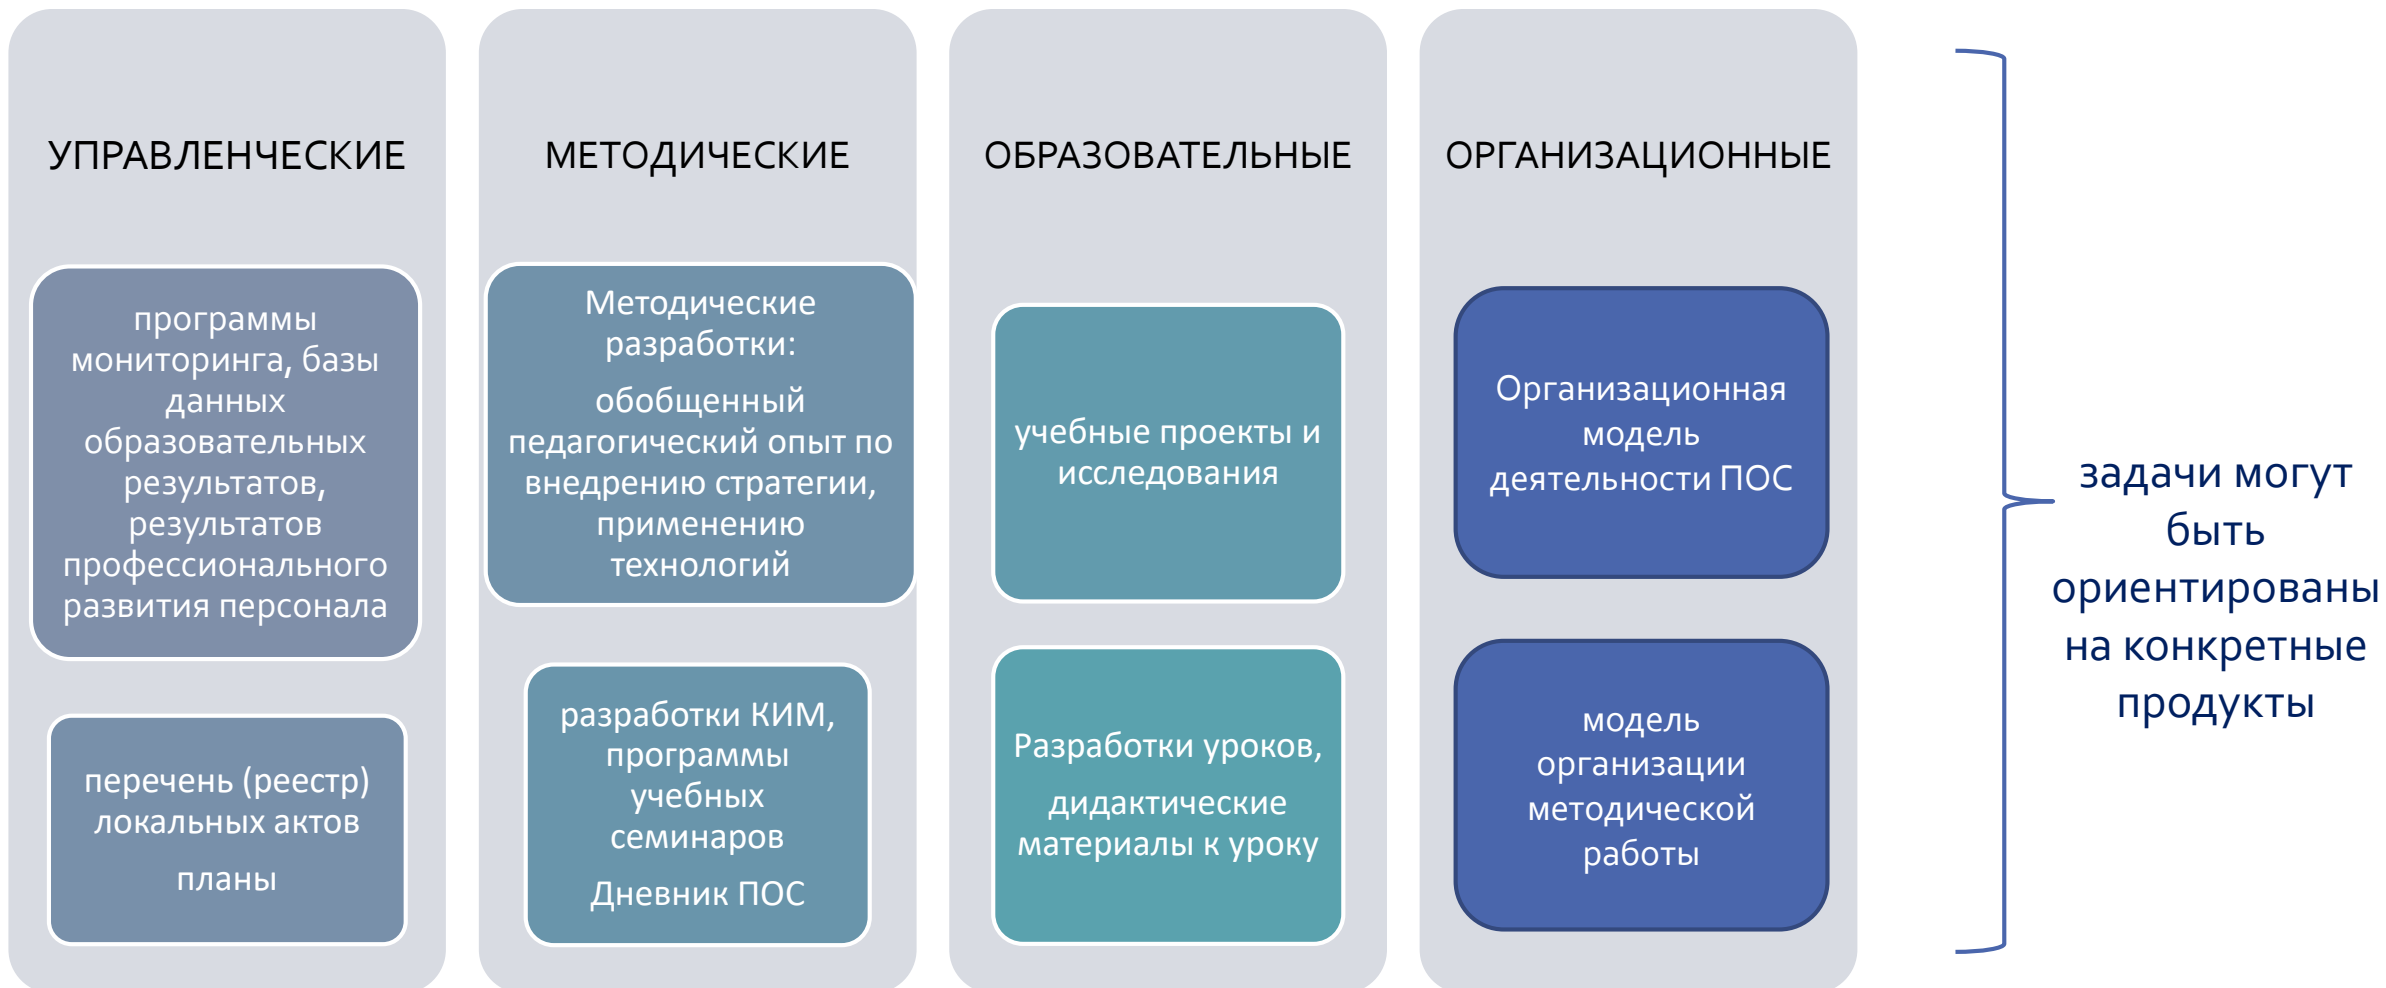 УПРАВЛЕНЧЕСКИЕ
программы
мониторинга, базы
данных
образовательных
результатов,
результатов
профессионального
развития персонала
перечень (реестр)
локальных актов
планы
МЕТОДИЧЕСКИЕ
Методические
разработки:
обобщенный
педагогический опыт по
внедрению стратегии,
применению
технологий
разработки КИМ,
программы
учебных
семинаров
Дневник ПОС
ОБРАЗОВАТЕЛЬНЫЕ
учебные проекты и
исследования
Разработки уроков,
дидактические
материалы к уроку
ОРГАНИЗАЦИОННЫЕ
Организационная
модель
деятельности ПОС
модель
организации
методической
работы
задачи могут
быть
ориентированы
на конкретные
продукты